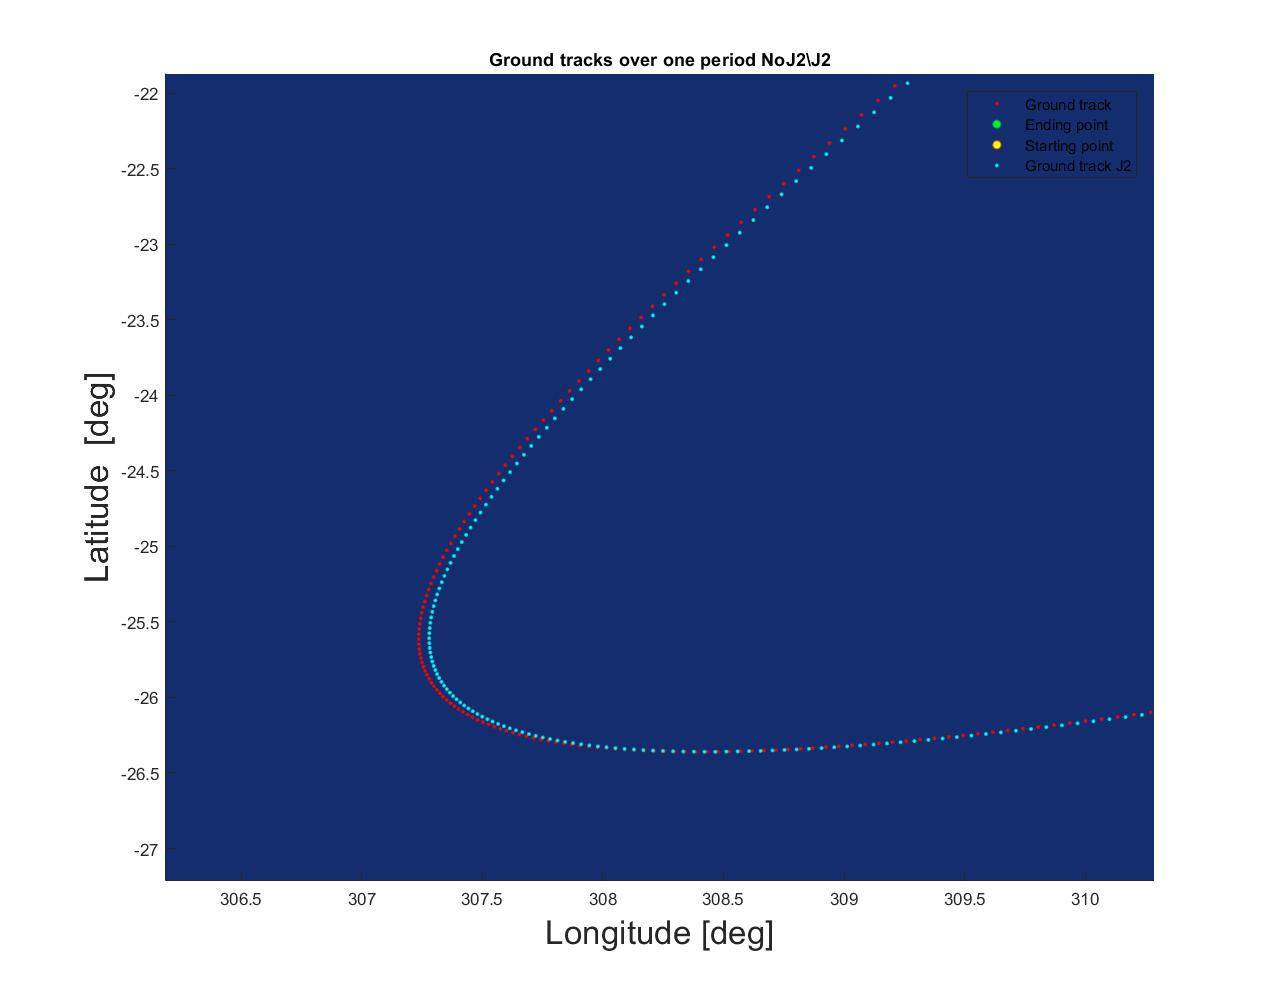 Ground tracks over one period NoJ2\J2
Ground track
Ending point
Starting point
Ground track J2
-22
-22.5
-23
-23.5
-24
-24.5
-25
-25.5
-26
-26.5
-27
Latitude [deg]
306.5 307 307.5 308 308.5 309 309.5 310
Longitude [deg]